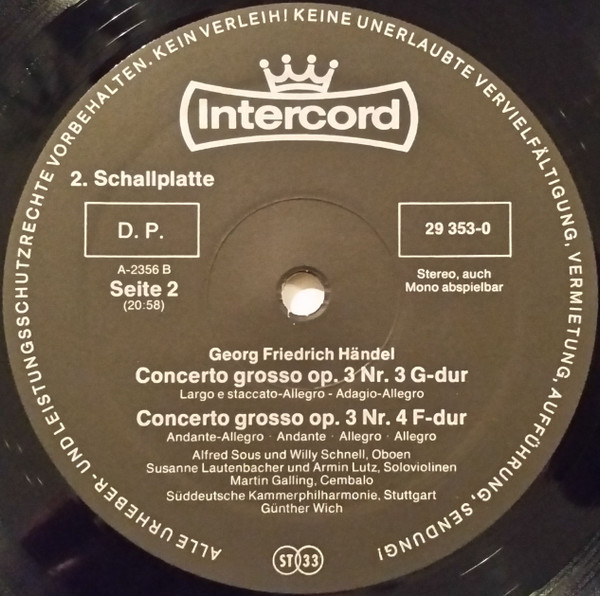 ALLE URHEBER- UND LEISTUNGSSCHUTZRECHTE VORBEHALTEN. KEIN VERLEIH! KEINE UNERLAUBTE VERVIELFÄLTIGUNG, VERMIETUNG, AUFFÜHRUNG, SENDUNG!
Intercord
2. Schallplatte
D. P.
29 353-0
A-2356 B
Seite 2
(20:58)
Stereo, auch
Mono abspielbar
Georg Friedrich Händel
Concerto grosso op. 3 Nr. 3 G-dur
Largo e staccato-Allegro - Adagio-Allegro
Concerto grosso op. 3 Nr. 4 F-dur
Andante-Allegro · Andante · Allegro · Allegro
Alfred Sous und Willy Schnell, Oboen
Susanne Lautenbacher und Armin Lutz, Soloviolinen
Martin Galling, Cembalo
Süddeutsche Kammerphilharmonie, Stuttgart
Günther Wich
ST 33